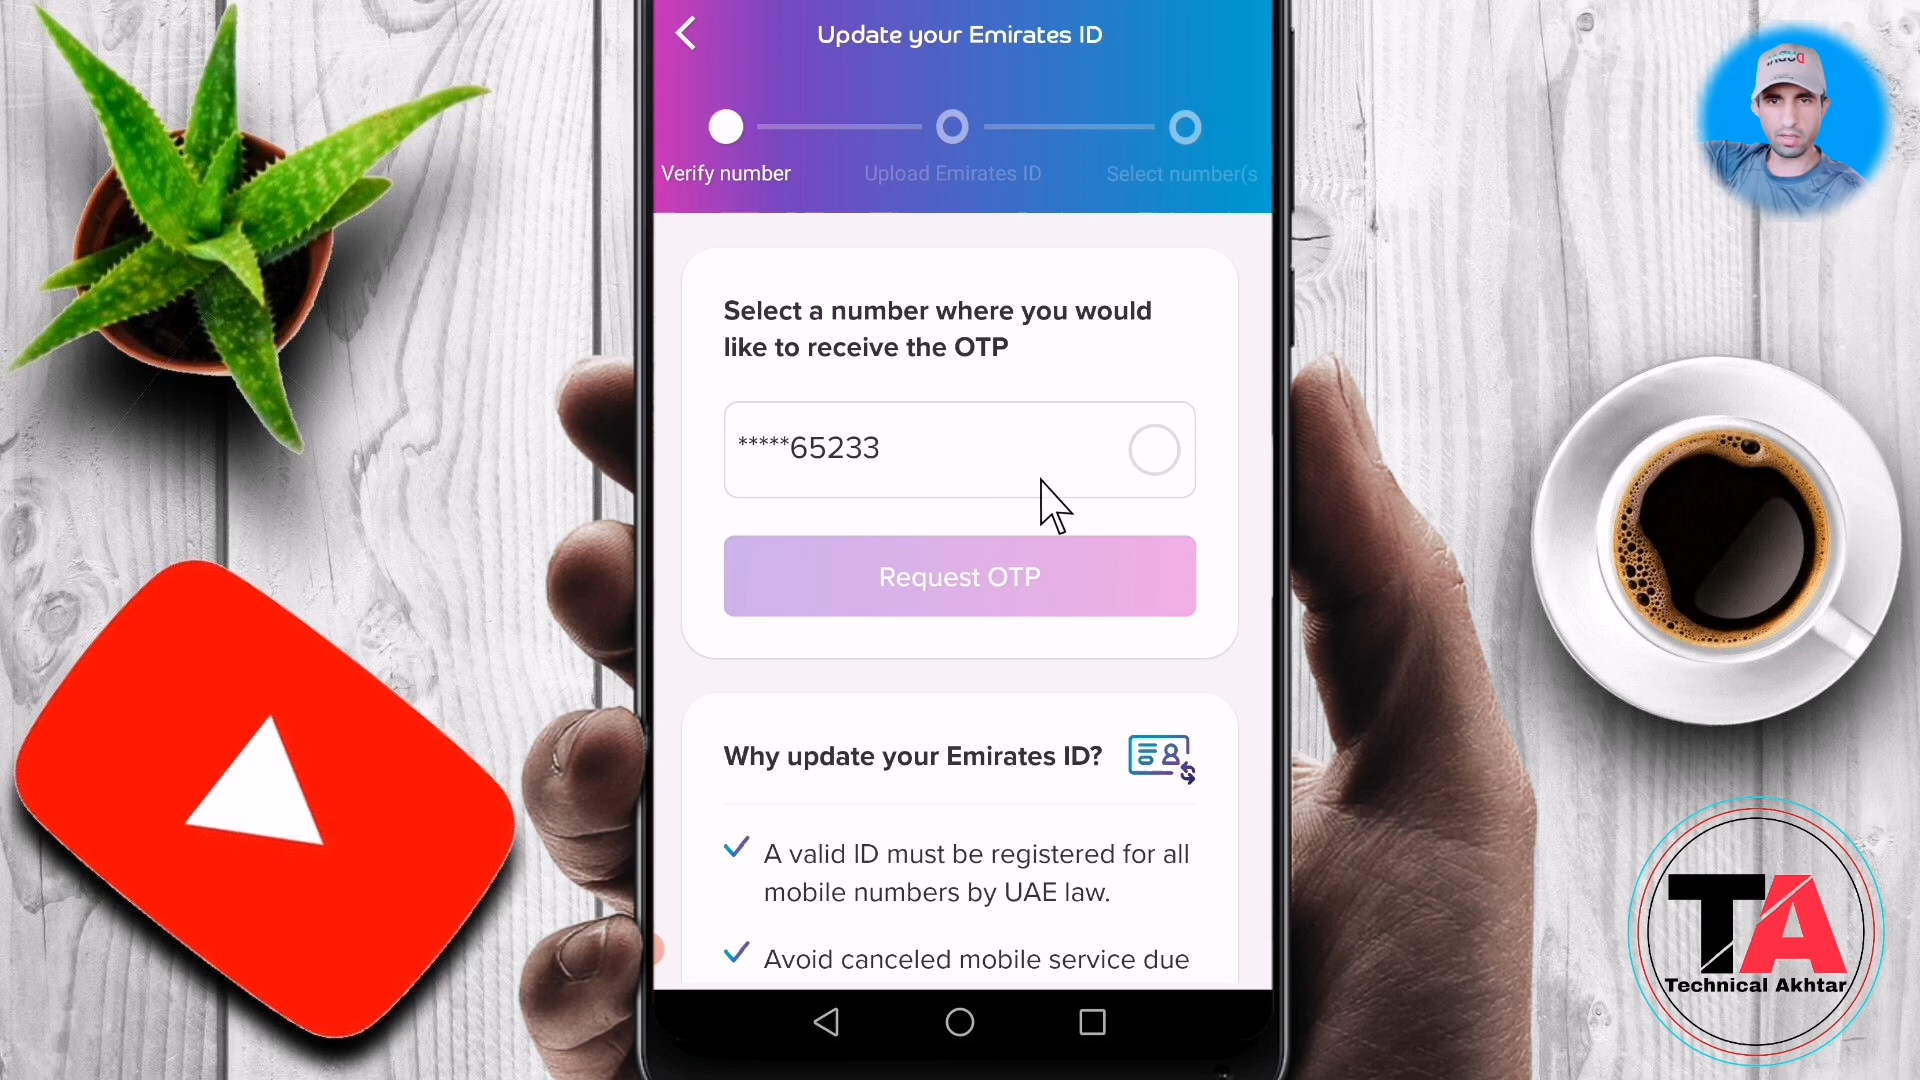 Update your Emirates ID
Verify number
Upload Emirates ID
Select number(s
Select a number where you would
like to receive the OTP
*****65233
Request OTP
Why update your Emirates ID?
A valid ID must be registered for all
mobile numbers by UAE law.
Avoid canceled mobile service due
TA
Technical Akhtar